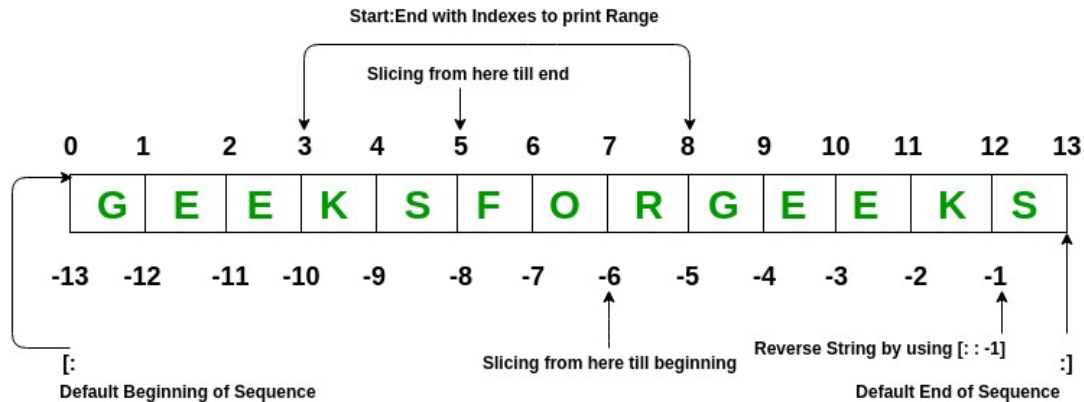 Start:End with Indexes to print Range
Slicing from here till end
0 1 2 3 4 5 6 7 8 9 10 11 12 13
G E E K S F O R G E E K S
-13 -12 -11 -10 -9 -8 -7 -6 -5 -4 -3 -2 -1
Reverse String by using [: : -1]
[: Slicing from here till beginning :]
Default Beginning of Sequence Default End of Sequence